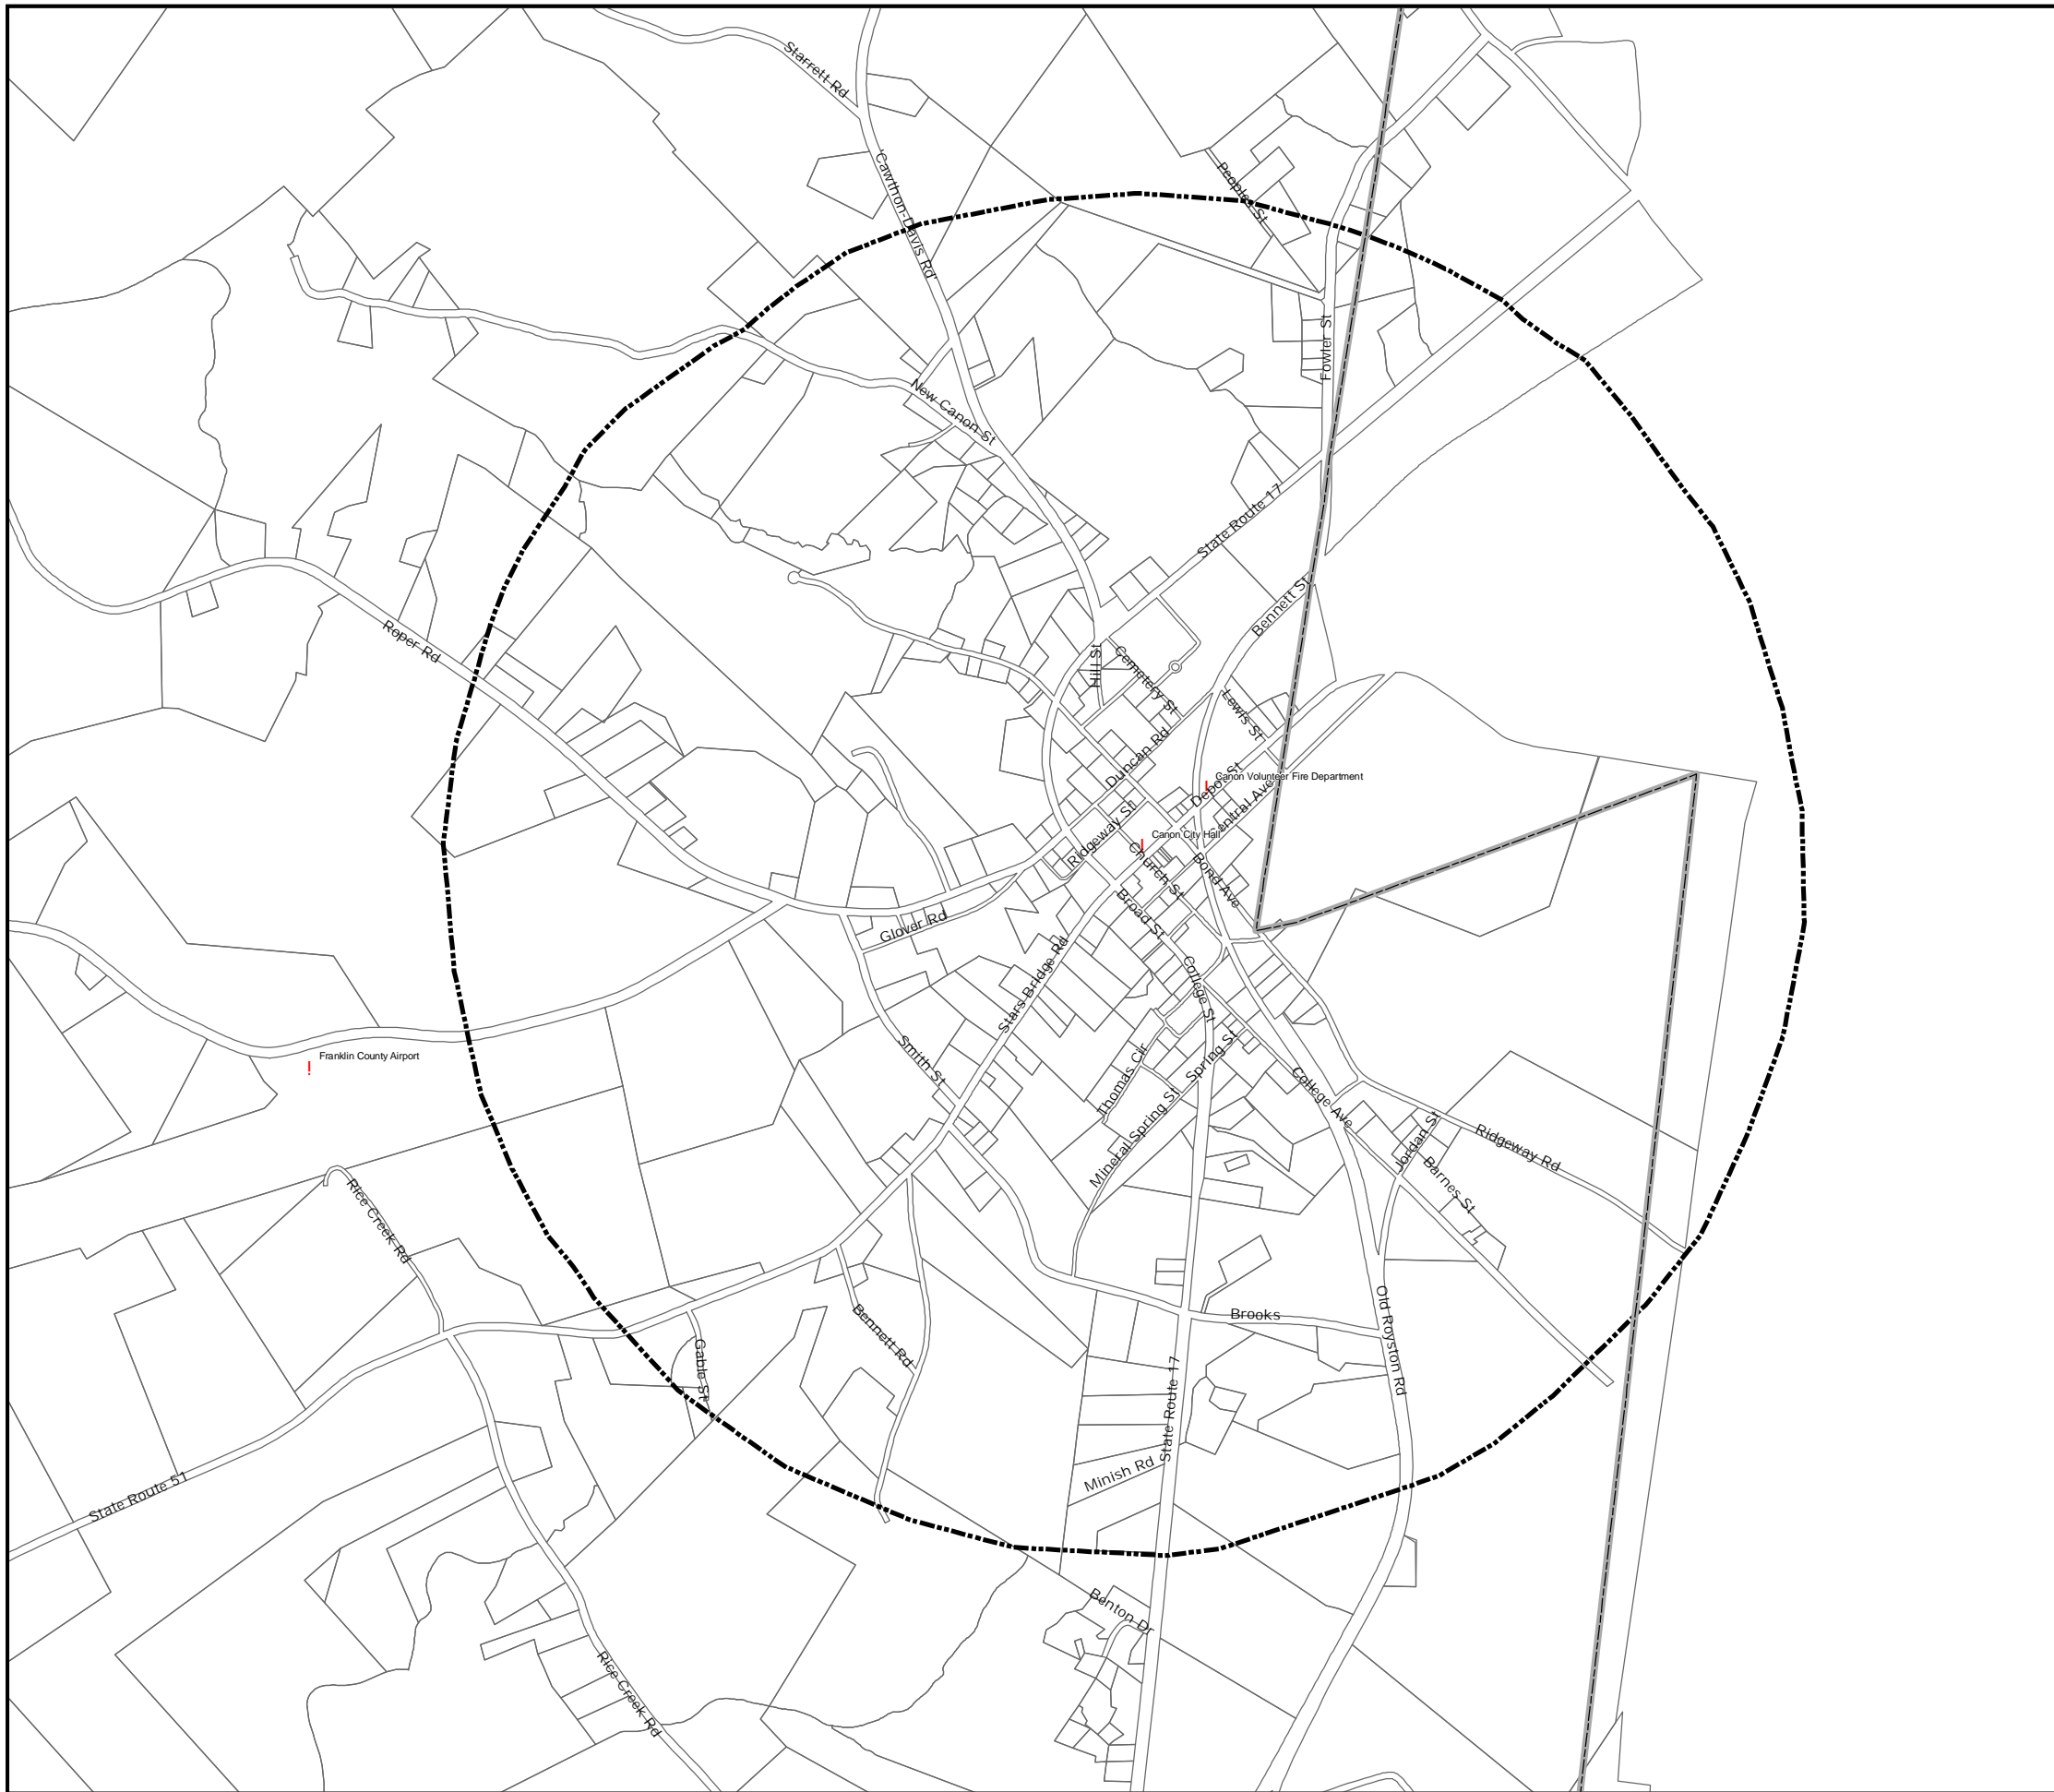 Starrett Rd
'Cawthon-Davis Rd'
Peoples St
Fowler St
New Canon St
State Route 17
Bennett St
Roper Rd
Hill St
Cemetery St
Lewis St
Duncan Rd
Canon Volunteer Fire Department
Depot St
Central Ave
Ridgeway St
Canon City Hall
Church St
Bond Ave
Broad St
Glover Rd
Stars Bridge Rd
College St
Franklin County Airport
Smith St
Thomas Cir
Spring St
College Ave
Mineral Spring St
Jordan St
Ridgeway Rd
Barnes St
Rice Creek Rd
Bennett Rd
Brooks
Old Royston Rd
Gable St
State Route 17
Minish Rd
State Route 51
Benton Dr
Rice Creek Rd